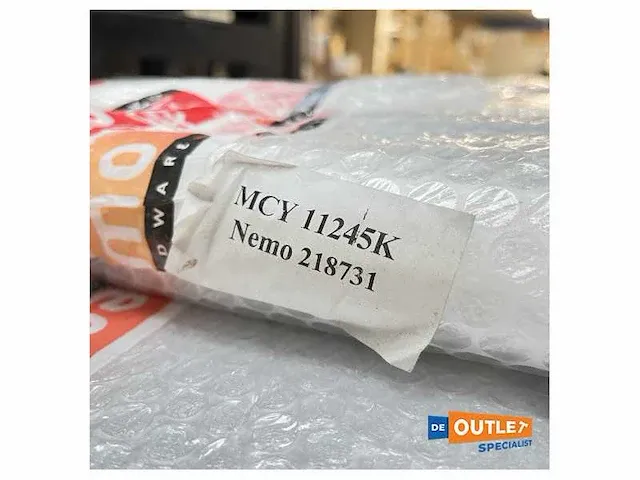 MCY 11245K
Nemo 218731
DE OUTLET
SPECIALIST